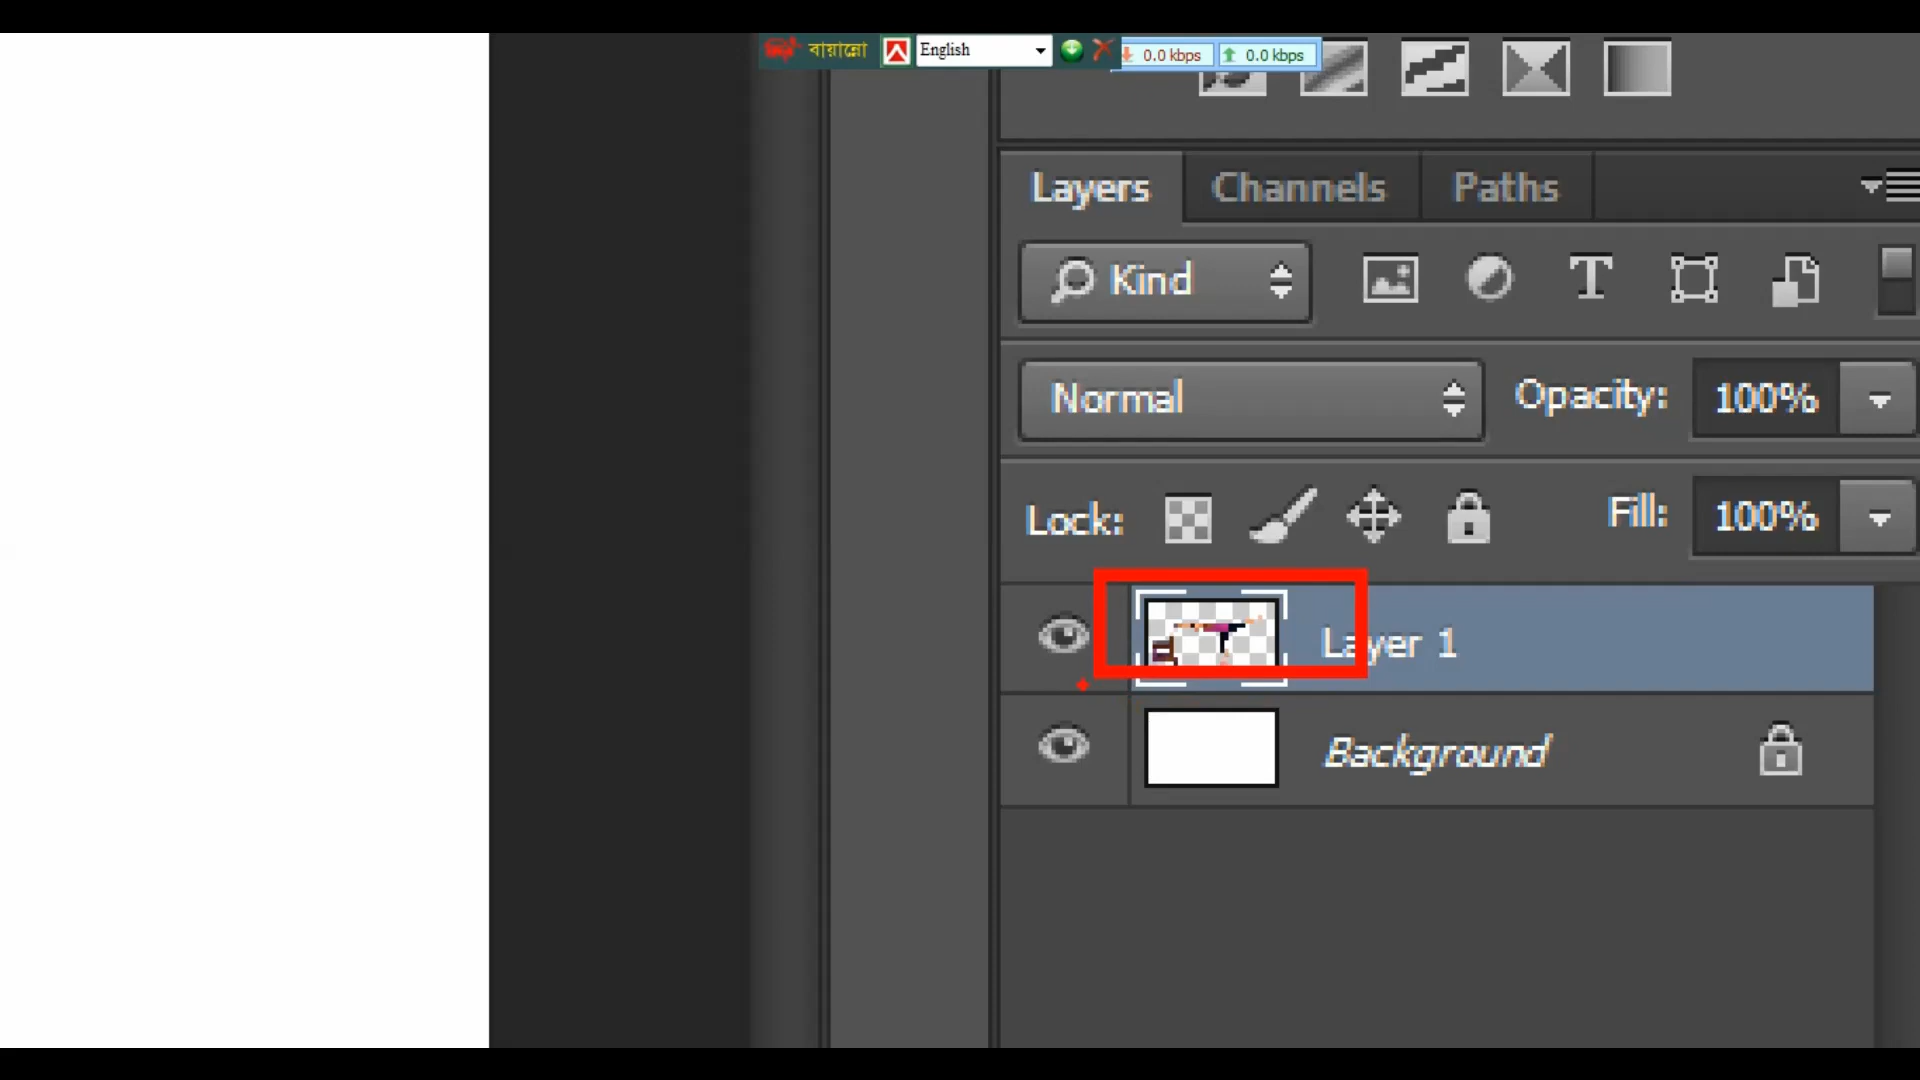 বায়ান্নো English 0.0 kbps 0.0 kbps
Layers Channels Paths
Kind T
Normal Opacity: 100%
Lock: Fill: 100%
Layer 1
Background